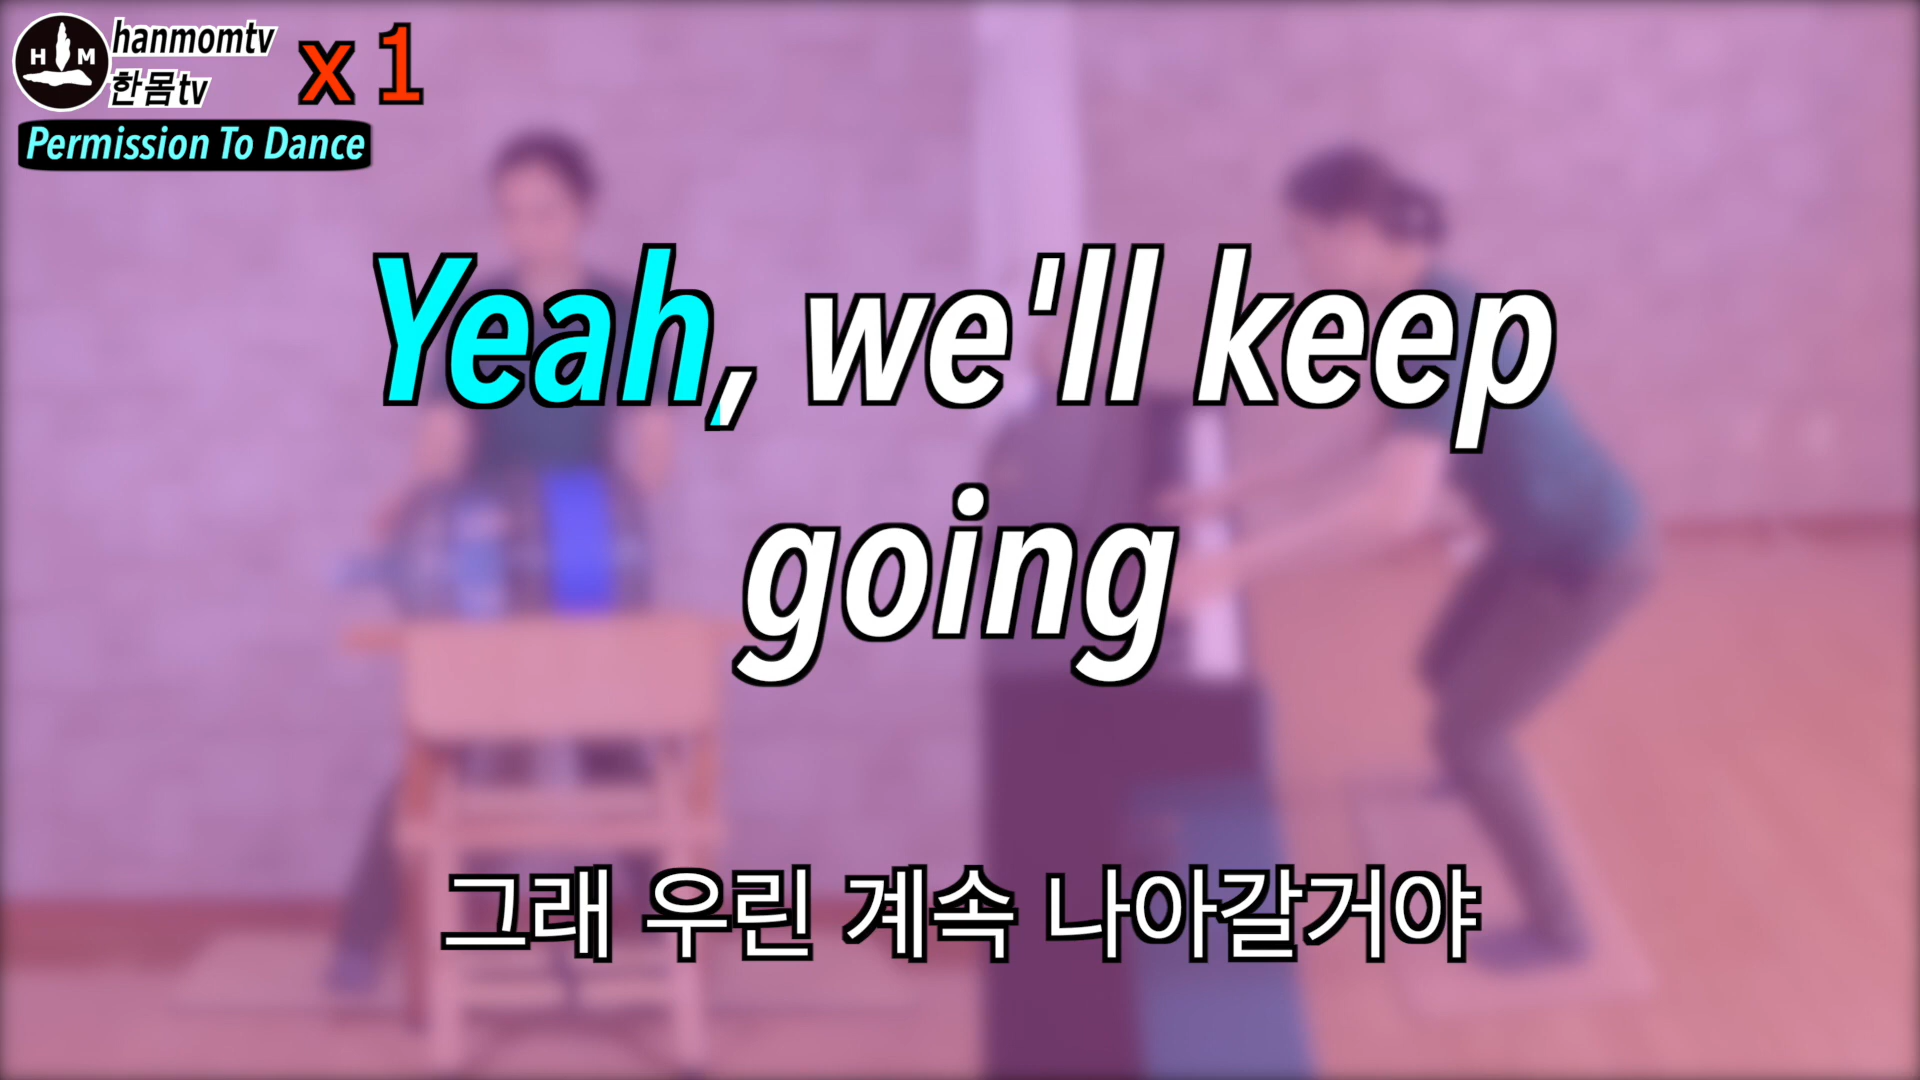 H M
hanmomtv
한몸tv
x 1
Permission To Dance
Yeah, we'll keep
going
그래 우린 계속 나아갈거야